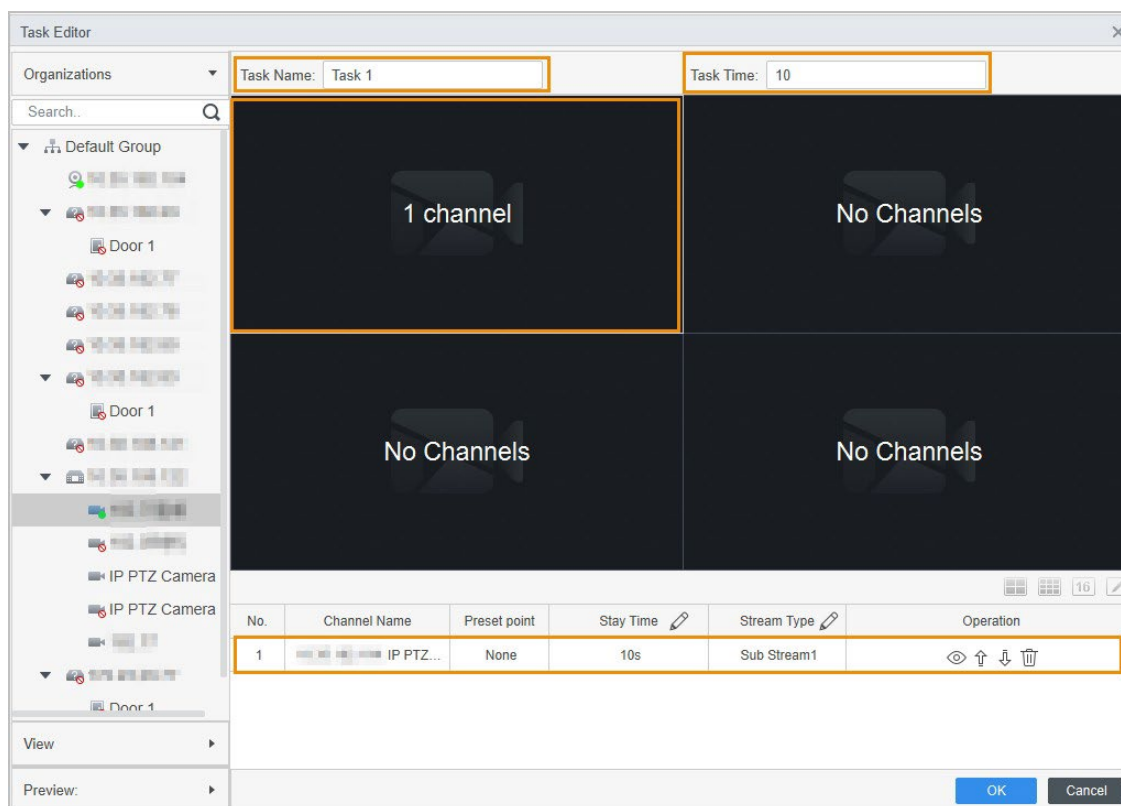 Task Editor
Organizations
Task Name: Task 1
Task Time: 10
Search..
Default Group
Door 1
Door 1
IP PTZ Camera
IP PTZ Camera
Door 1
View
Preview:
1 channel
No Channels
No Channels
No Channels
16
No. Channel Name Preset point Stay Time Stream Type Operation
1 IP PTZ... None 10s Sub Stream1
OK Cancel